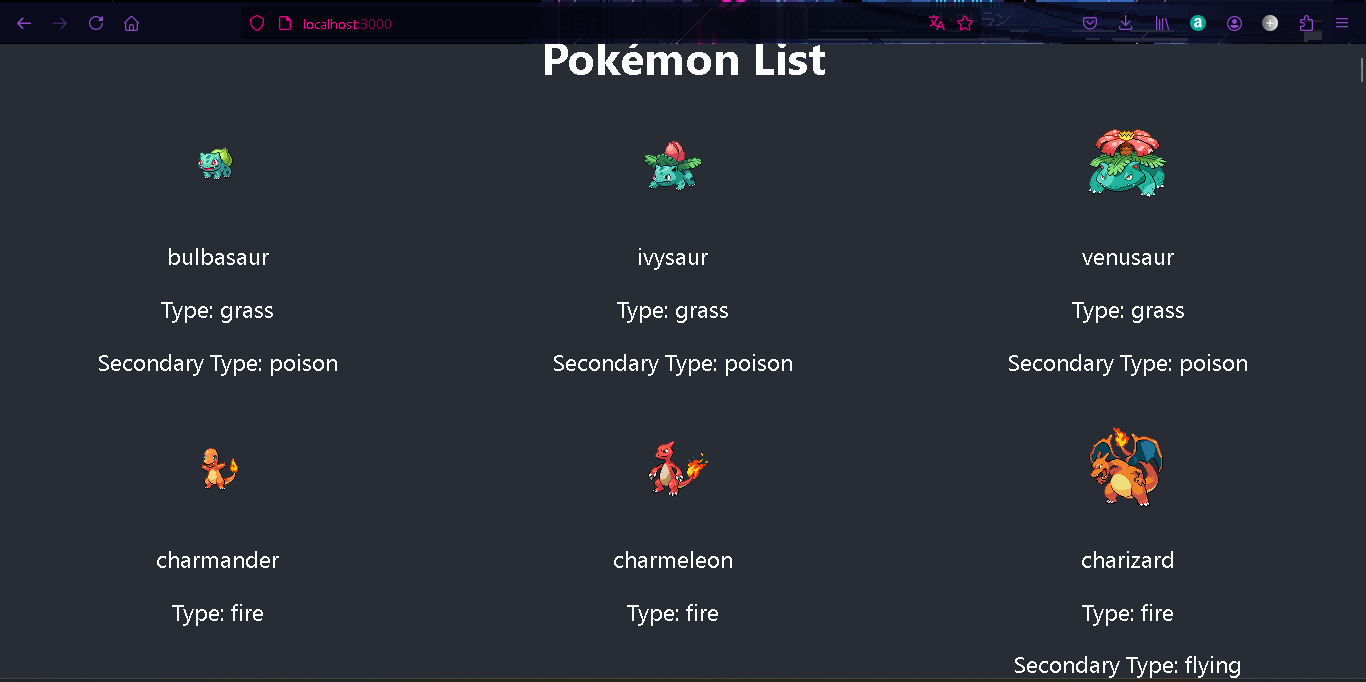 localhost:3000
Pokémon List
bulbasaur
ivysaur
venusaur
Type: grass
Type: grass
Type: grass
Secondary Type: poison
Secondary Type: poison
Secondary Type: poison
charmander
charmeleon
charizard
Type: fire
Type: fire
Type: fire
Secondary Type: flying